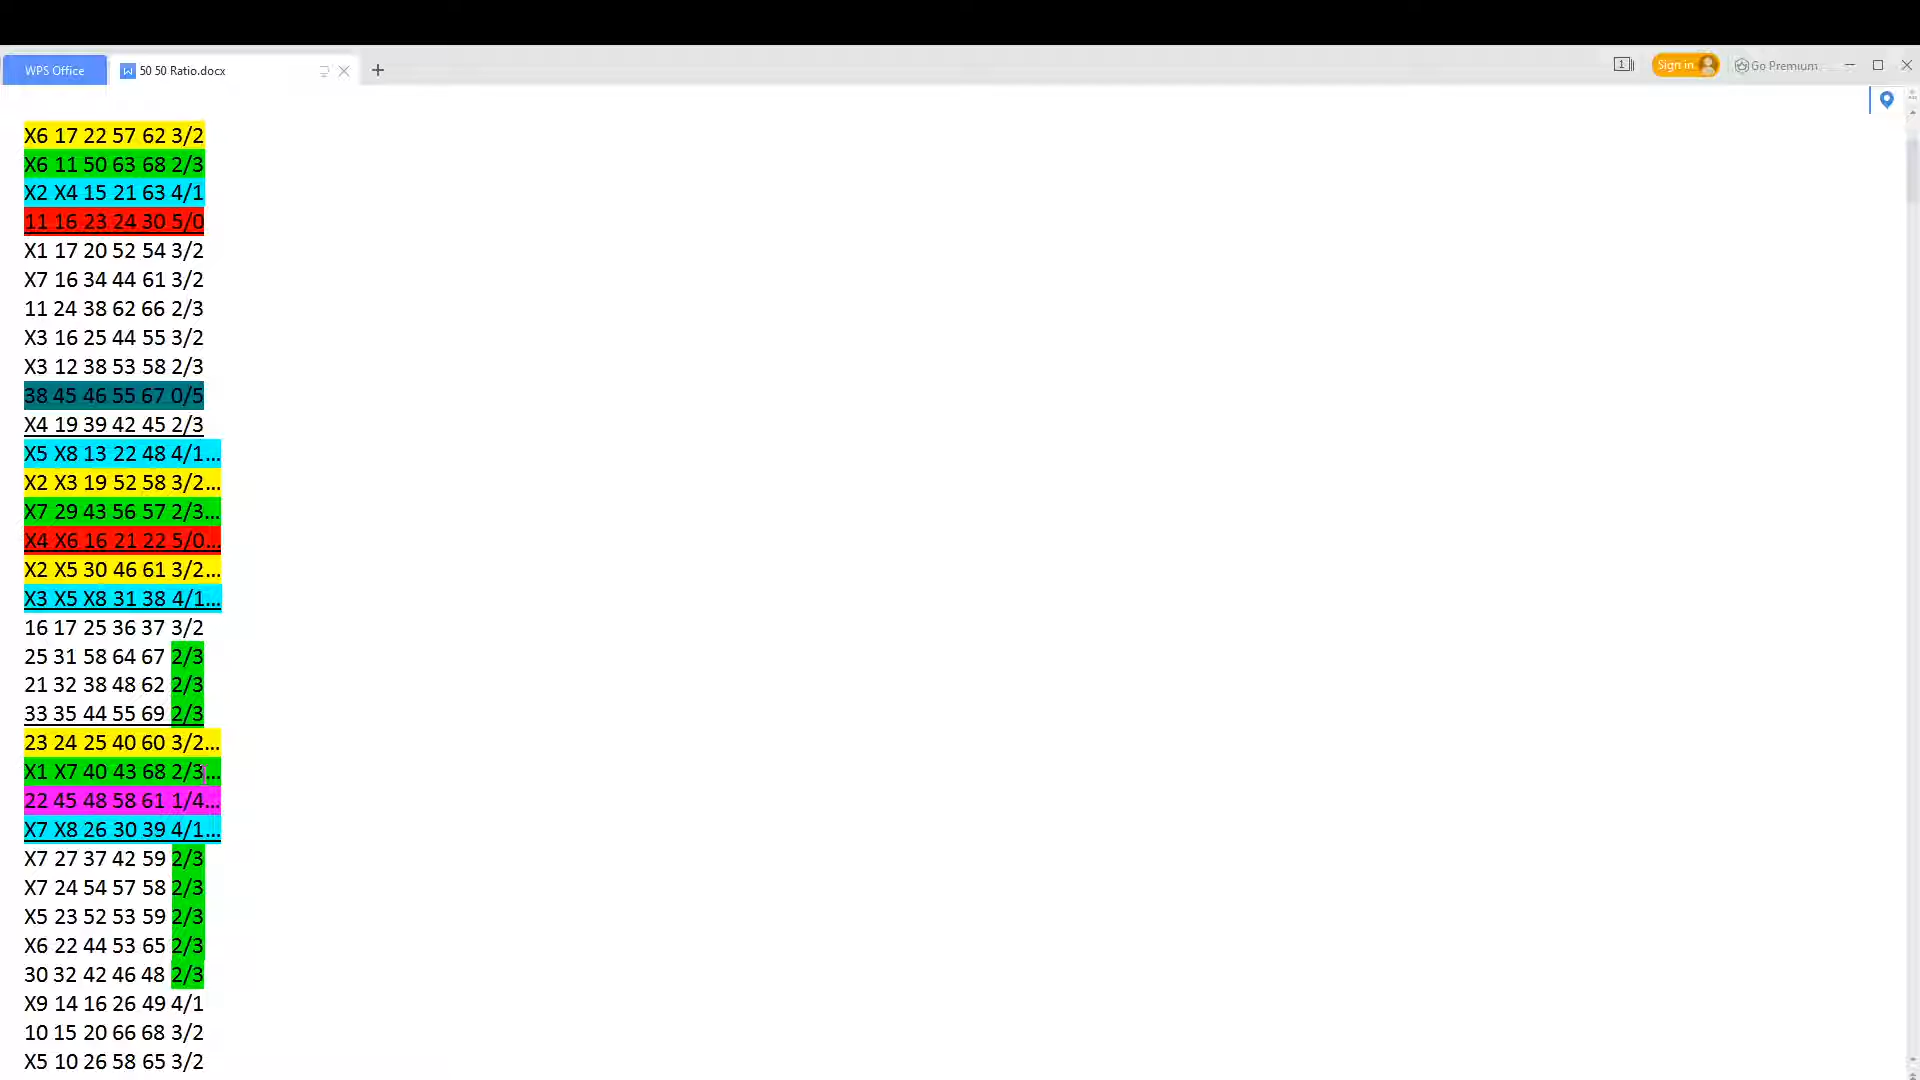 WPS Office 50 50 Ratio.docx 1 Sign in Go Premium
X6 17 22 57 62 3/2
X6 11 50 63 68 2/3
X2 X4 15 21 63 4/1
11 16 23 24 30 5/0
X1 17 20 52 54 3/2
X7 16 34 44 61 3/2
11 24 38 62 66 2/3
X3 16 25 44 55 3/2
X3 12 38 53 58 2/3
38 45 46 55 67 0/5
X4 19 39 42 45 2/3
X5 X8 13 22 48 4/1...
X2 X3 19 52 58 3/2...
X7 29 43 56 57 2/3...
X4 X6 16 21 22 5/0...
X2 X5 30 46 61 3/2...
X3 X5 X8 31 38 4/1...
16 17 25 36 37 3/2
25 31 58 64 67 2/3
21 32 38 48 62 2/3
33 35 44 55 69 2/3
23 24 25 40 60 3/2...
X1 X7 40 43 68 2/3...
22 45 48 58 61 1/4...
X7 X8 26 30 39 4/1...
X7 27 37 42 59 2/3
X7 24 54 57 58 2/3
X5 23 52 53 59 2/3
X6 22 44 53 65 2/3
30 32 42 46 48 2/3
X9 14 16 26 49 4/1
10 15 20 66 68 3/2
X5 10 26 58 65 3/2